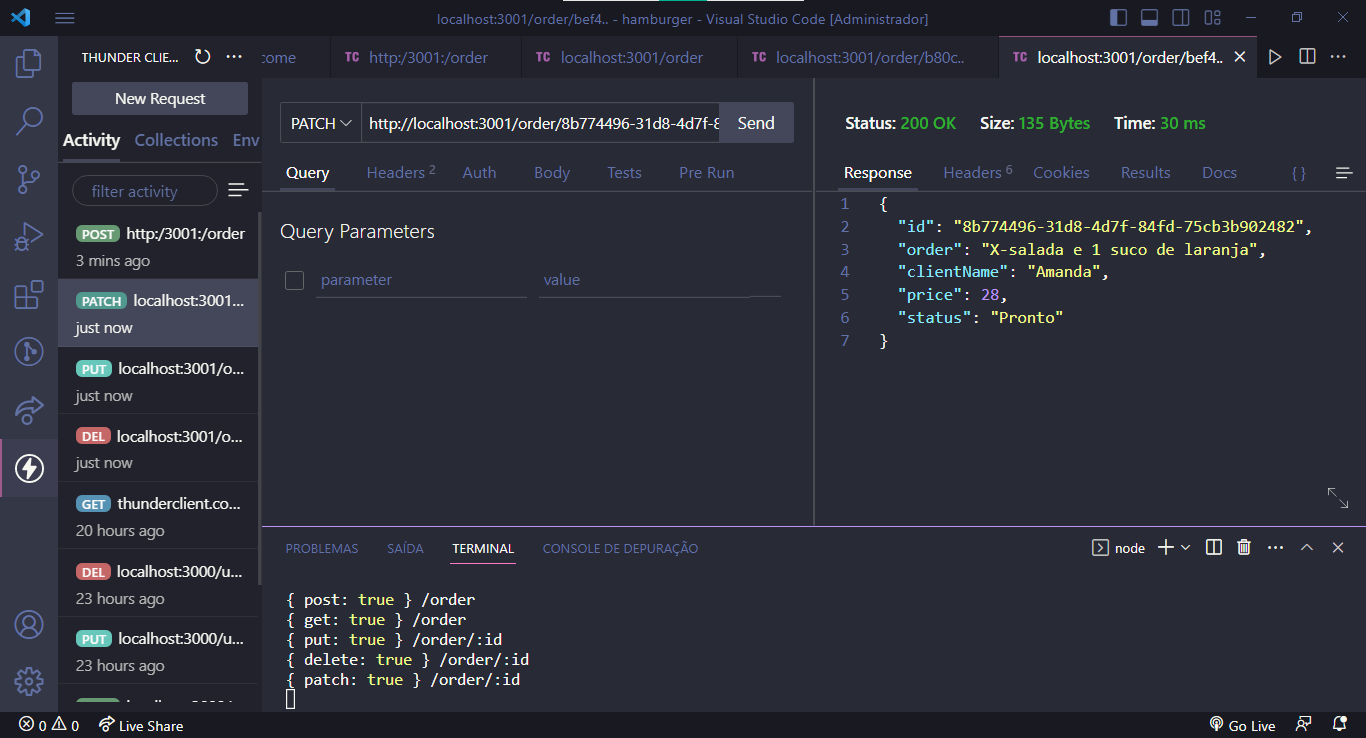 localhost:3001/order/bef4.. - hamburger - Visual Studio Code [Administrador]
THUNDER CLIE...
come
TC http:/3001:/order
TC localhost:3001/order
TC localhost:3001/order/b80c..
TC localhost:3001/order/bef4..
New Request
Activity Collections Env
filter activity
POST http:/3001:/order
3 mins ago
PATCH localhost:3001...
just now
PUT localhost:3001/o...
just now
DEL localhost:3001/o...
just now
GET thunderclient.co...
20 hours ago
DEL localhost:3000/u...
23 hours ago
PUT localhost:3000/u...
23 hours ago
PATCH http://localhost:3001/order/8b774496-31d8-4d7f-8 Send
Query Headers 2 Auth Body Tests Pre Run
Query Parameters
parameter value
Status: 200 OK Size: 135 Bytes Time: 30 ms
Response Headers 6 Cookies Results Docs { }
1 {
2 "id": "8b774496-31d8-4d7f-84fd-75cb3b902482",
3 "order": "X-salada e 1 suco de laranja",
4 "clientName": "Amanda",
5 "price": 28,
6 "status": "Pronto"
7 }
PROBLEMAS SAÍDA TERMINAL CONSOLE DE DEPURAÇÃO
node
{ post: true } /order
{ get: true } /order
{ put: true } /order/:id
{ delete: true } /order/:id
{ patch: true } /order/:id
0 0 Live Share
Go Live